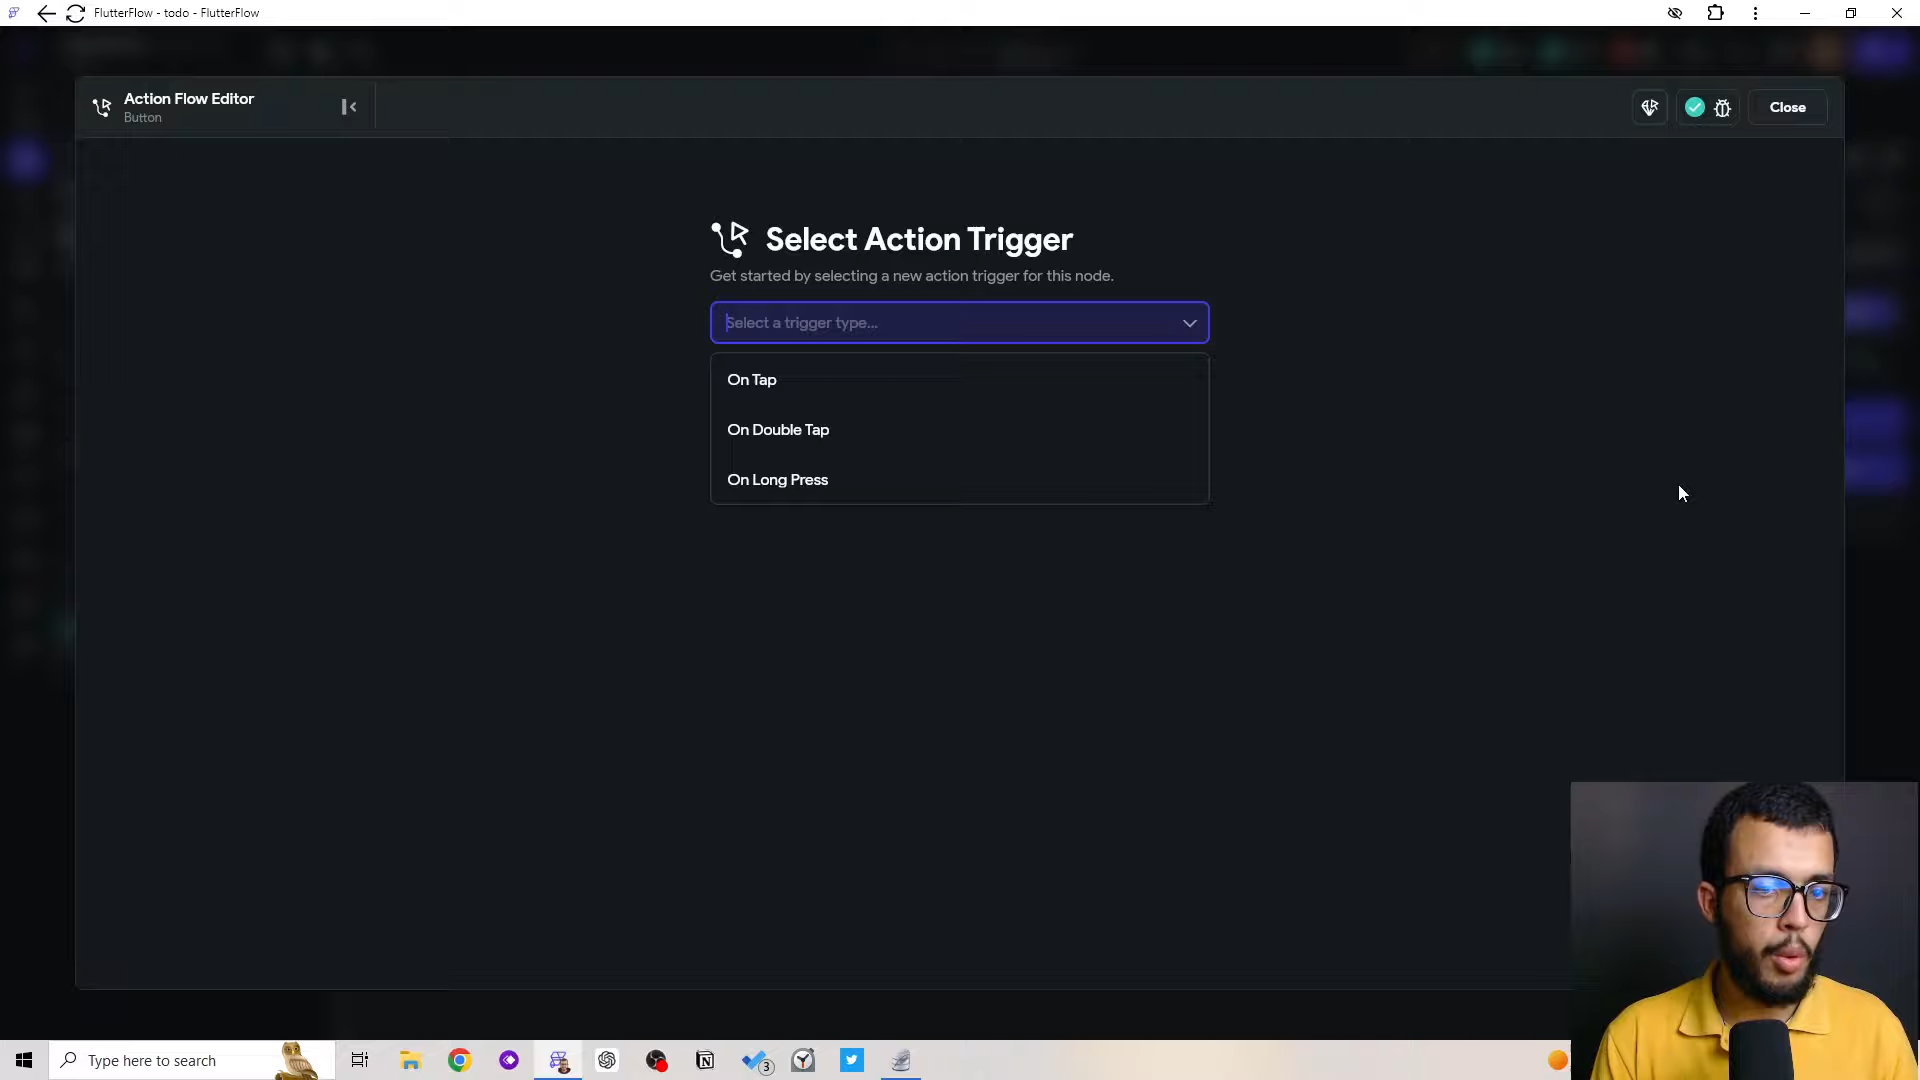 FlutterFlow - todo - FlutterFlow
Action Flow Editor
Button
Close
Select Action Trigger
Get started by selecting a new action trigger for this node.
Select a trigger type...
On Tap
On Double Tap
On Long Press
Type here to search
3